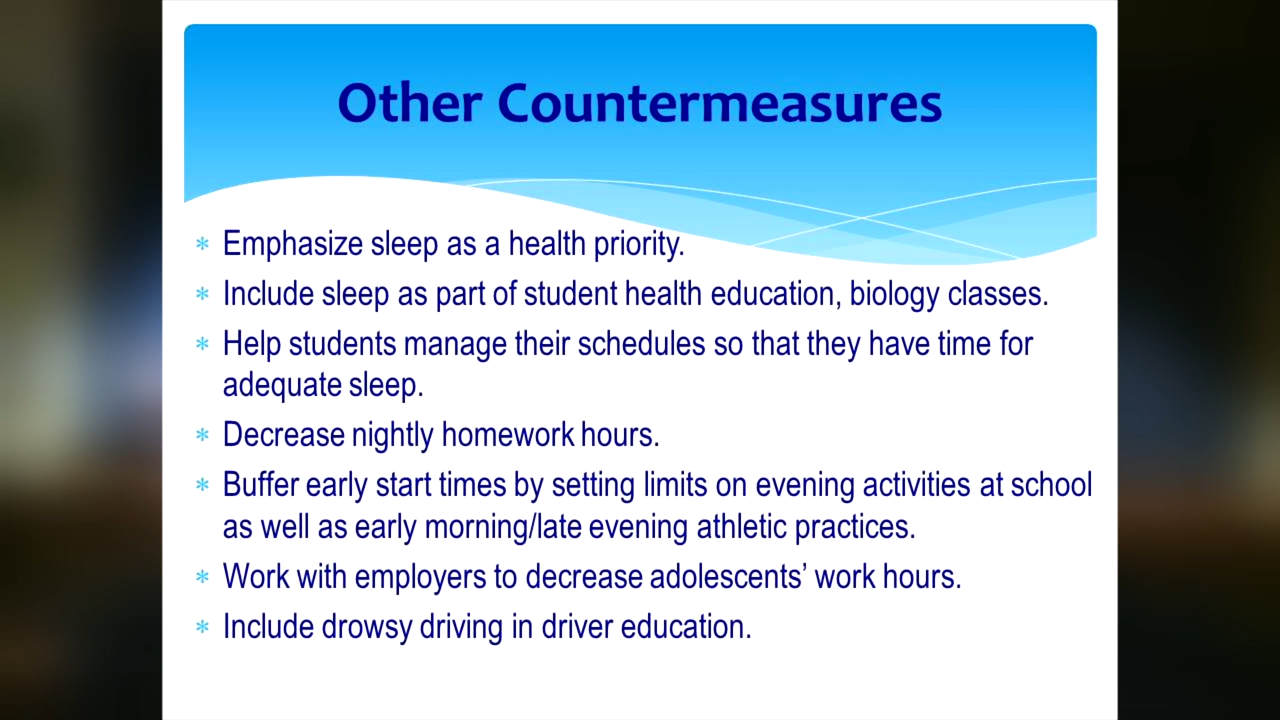 Other Countermeasures
* Emphasize sleep as a health priority.
* Include sleep as part of student health education, biology classes.
* Help students manage their schedules so that they have time for
adequate sleep.
* Decrease nightly homework hours.
* Buffer early start times by setting limits on evening activities at school
as well as early morning/late evening athletic practices.
* Work with employers to decrease adolescents’ work hours.
* Include drowsy driving in driver education.